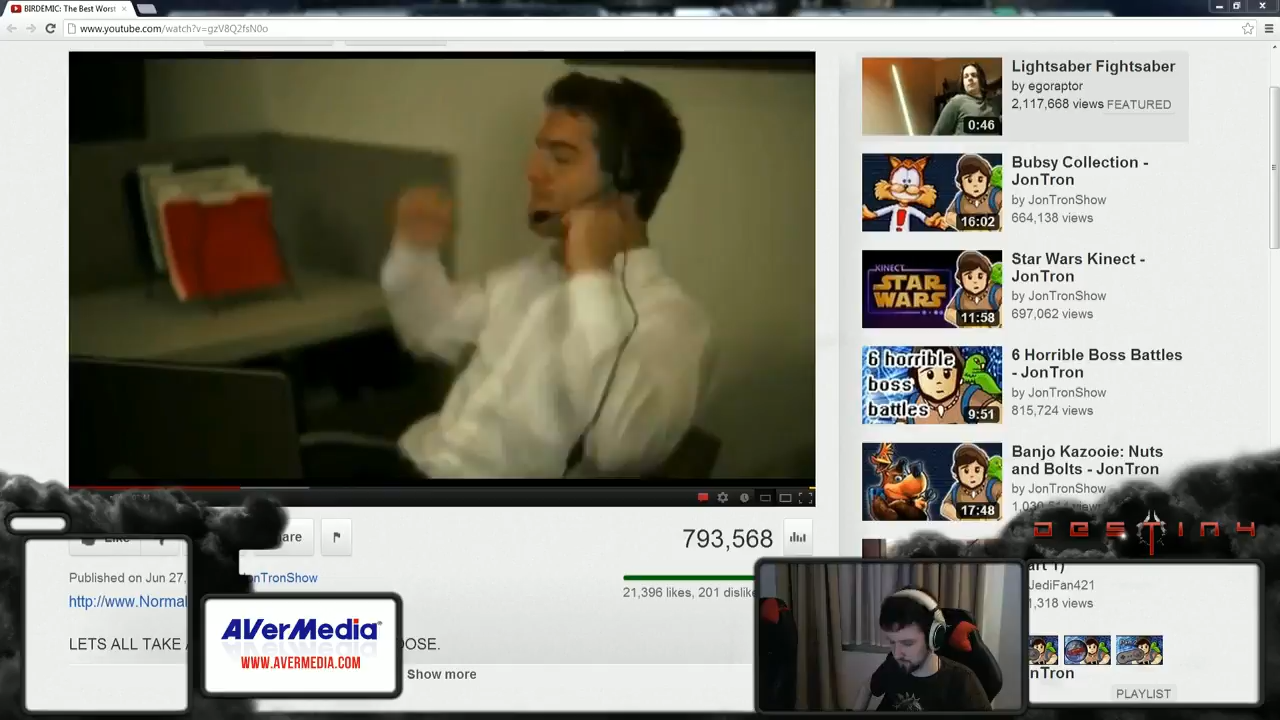 BIRDEMIC: The Best Worst
www.youtube.com/watch?v=gzV8Q2fsN0o
Lightsaber Fightsaber
by egoraptor
2,117,668 views FEATURED
0:46
Bubsy Collection -
JonTron
by JonTronShow
664,138 views
16:02
Star Wars Kinect -
JonTron
by JonTronShow
697,062 views
KINECT
STAR
WARS
11:58
6 Horrible Boss Battles
- JonTron
by JonTronShow
815,724 views
6 horrible
boss
battles
9:51
Banjo Kazooie: Nuts
and Bolts - JonTron
by JonTronShow
17:48
DESTINY
Like
are
793,568
Published on Jun 27,
onTronShow
http://www.Normal
21,396 likes, 201 dislike
LETS ALL TAKE
OOSE.
AVerMedia®
WWW.AVERMEDIA.COM
Show more
art 1)
JediFan421
1,318 views
nTron
PLAYLIST